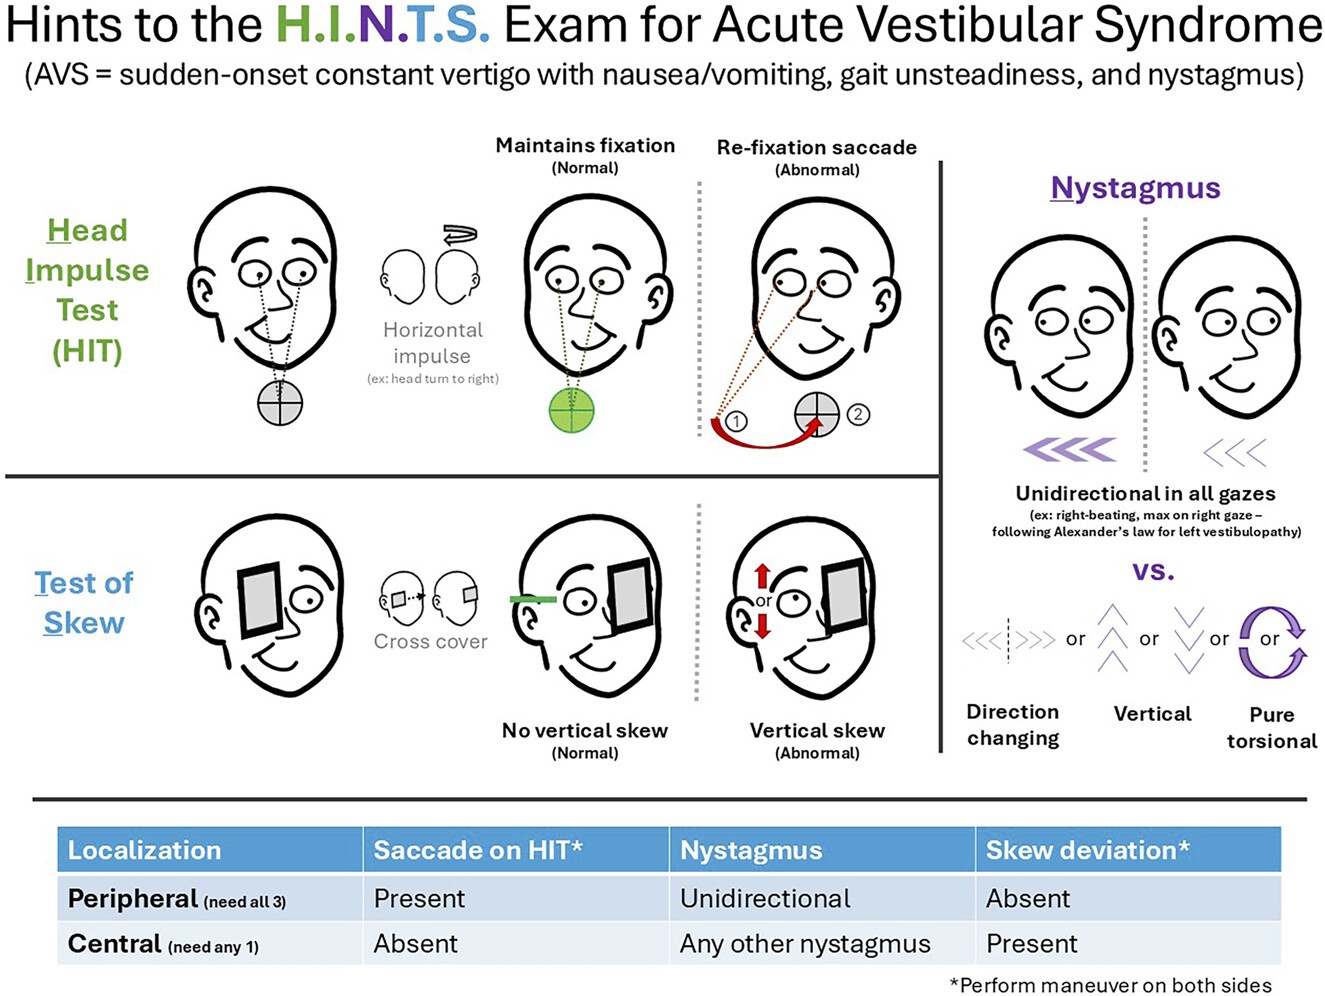 Hints to the H.I.N.T.S. Exam for Acute Vestibular Syndrome
(AVS = sudden-onset constant vertigo with nausea/vomiting, gait unsteadiness, and nystagmus)
Head
Impulse
Test
(HIT)
Horizontal
impulse
(ex: head turn to right)
Maintains fixation
(Normal)
Re-fixation saccade
(Abnormal)
1
2
Test of
Skew
Cross cover
No vertical skew
(Normal)
or
Vertical skew
(Abnormal)
Nystagmus
Unidirectional in all gazes
(ex: right-beating, max on right gaze –
following Alexander's law for left vestibulopathy)
vs.
or or or or
Direction
changing
Vertical
Pure
torsional
Localization Saccade on HIT* Nystagmus Skew deviation*
Peripheral (need all 3) Present Unidirectional Absent
Central (need any 1) Absent Any other nystagmus Present
*Perform maneuver on both sides